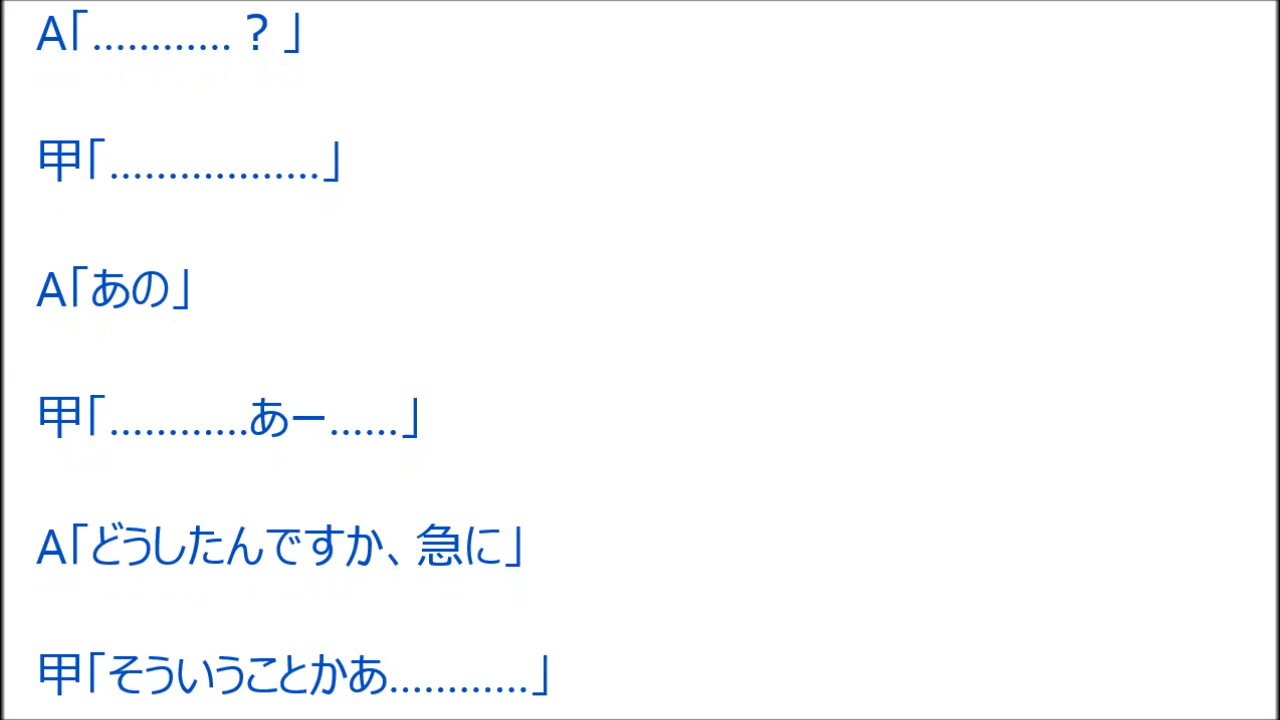 A「…………？」
甲「………………」
A「あの」
甲「…………あー……」
A「どうしたんですか、急に」
甲「そういうことかあ…………」